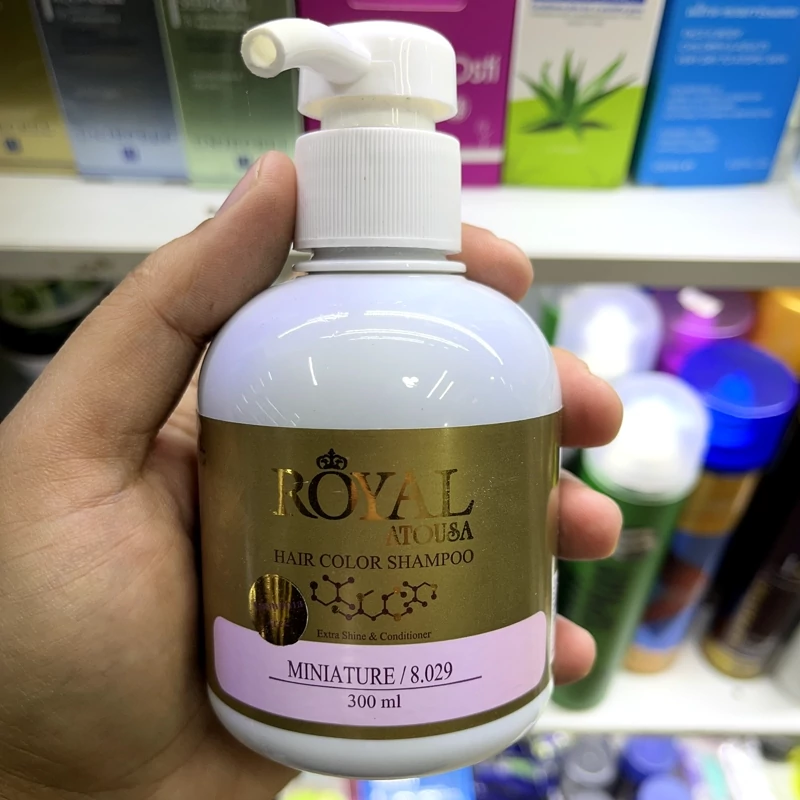 ROYAL
ATOUSA
HAIR COLOR SHAMPOO
Extra Shine & Conditioner
MINIATURE / 8.029
300 ml